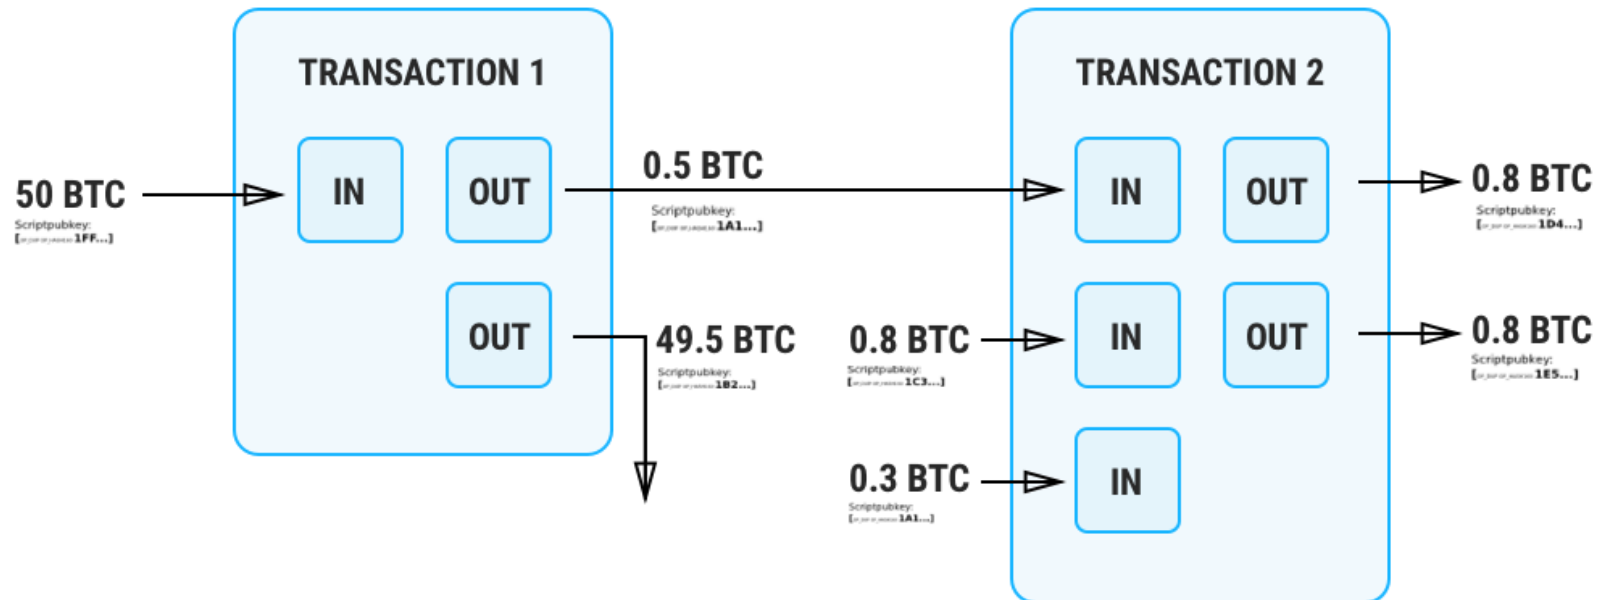 TRANSACTION 1
50 BTC
Scriptpubkey:
[ 1FF...]
IN
OUT
OUT
0.5 BTC
Scriptpubkey:
[ 1A1...]
49.5 BTC
Scriptpubkey:
[ 1B2...]
TRANSACTION 2
0.8 BTC
Scriptpubkey:
[ 1C3...]
0.3 BTC
Scriptpubkey:
[ 1A1...]
IN
OUT
IN
OUT
IN
0.8 BTC
Scriptpubkey:
[ 1D4...]
0.8 BTC
Scriptpubkey:
[ 1E5...]